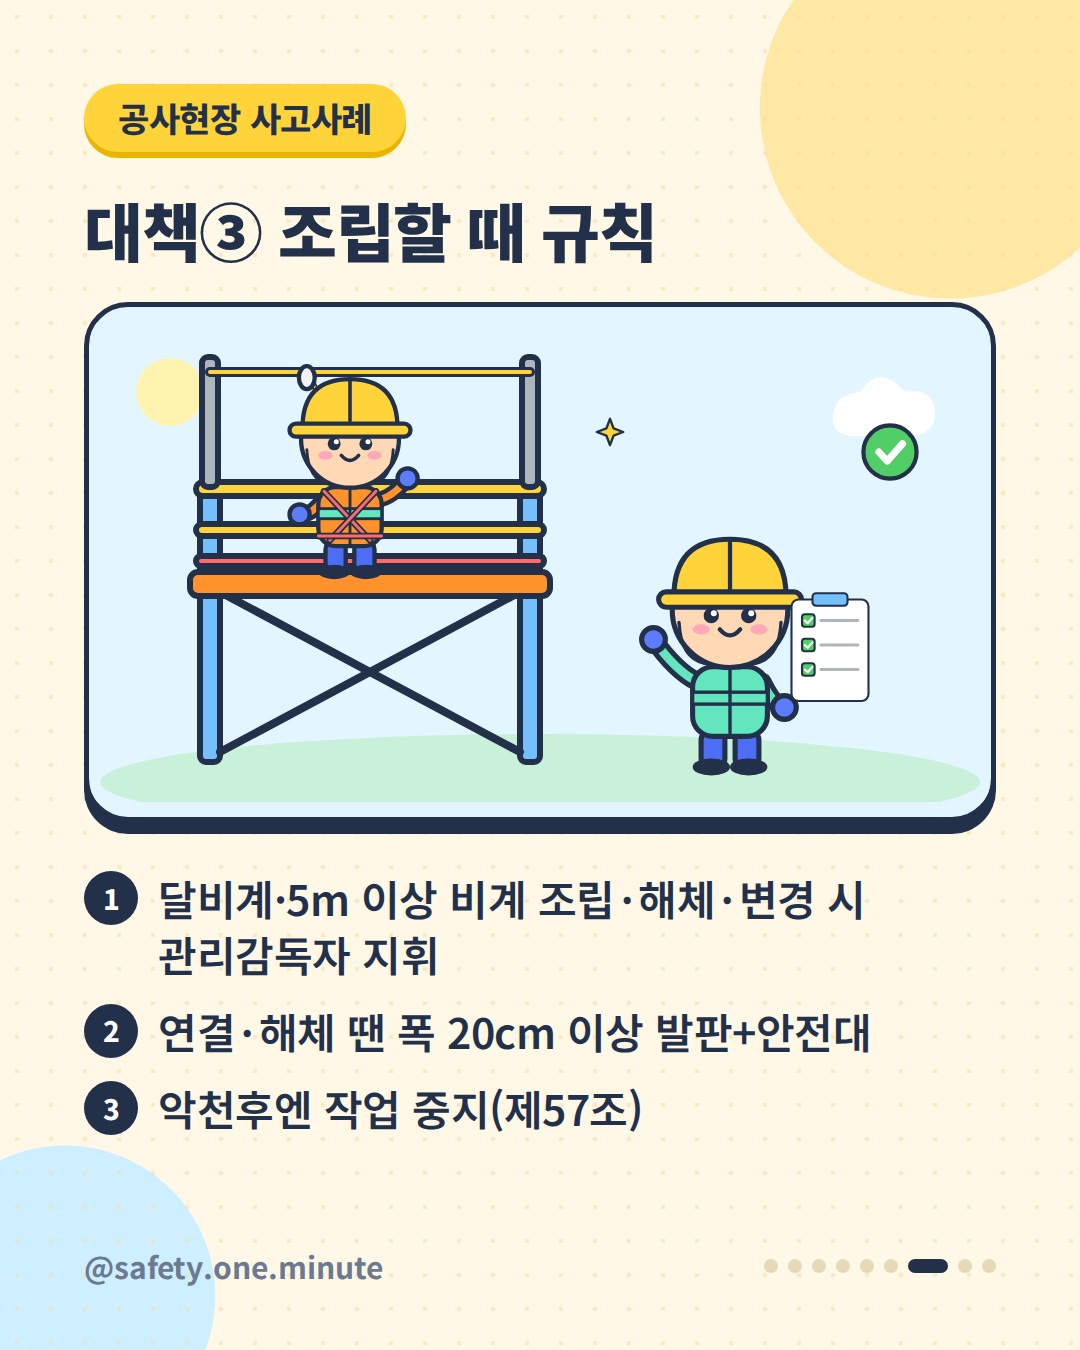 공사현장 사고사례
대책③ 조립할 때 규칙
1 달비계·5m 이상 비계 조립·해체·변경 시
관리감독자 지휘
2 연결·해체 땐 폭 20cm 이상 발판+안전대
3 악천후엔 작업 중지(제57조)
@safety.one.minute